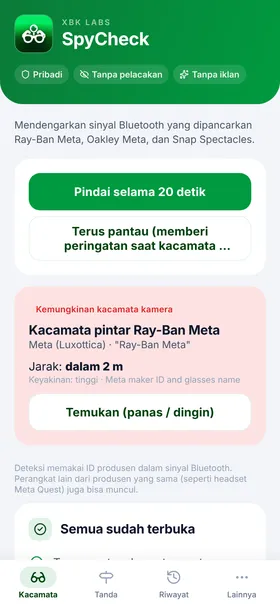 XBK LABS
SpyCheck
Pribadi
Tanpa pelacakan
Tanpa iklan
Mendengarkan sinyal Bluetooth yang dipancarkan
Ray-Ban Meta, Oakley Meta, dan Snap Spectacles.
Pindai selama 20 detik
Terus pantau (memberi
peringatan saat kacamata ...
Kemungkinan kacamata kamera
Kacamata pintar Ray-Ban Meta
Meta (Luxottica) · "Ray-Ban Meta"
Jarak: dalam 2 m
Keyakinan: tinggi · Meta maker ID and glasses name
Temukan (panas / dingin)
Deteksi memakai ID produsen dalam sinyal Bluetooth.
Perangkat lain dari produsen yang sama (seperti headset
Meta Quest) juga bisa muncul.
Semua sudah terbuka
Kacamata
Tanda
Riwayat
Lainnya